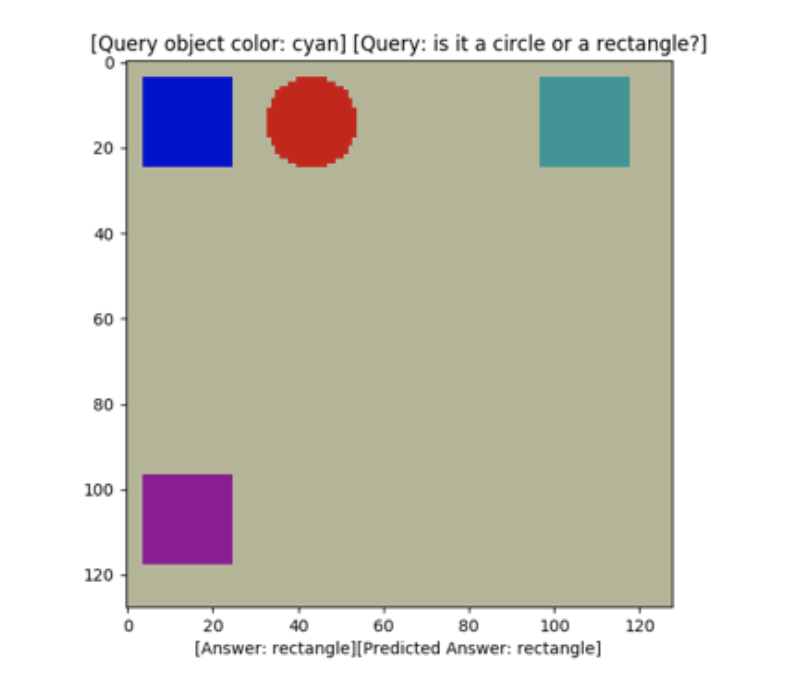 [Query object color: cyan] [Query: is it a circle or a rectangle?]
0
20
40
60
80
100
120
0 20 40 60 80 100 120
[Answer: rectangle][Predicted Answer: rectangle]